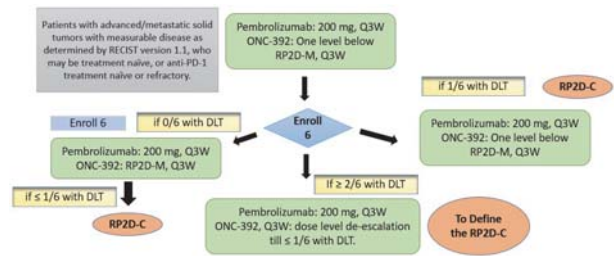 Patients with advanced/metastatic solid
tumors with measurable disease as
determined by RECIST version 1.1, who
may be treatment naïve, or anti-PD-1
treatment naïve or refractory.
Pembrolizumab: 200 mg, Q3W
ONC-392: One level below
RP2D-M, Q3W
if 1/6 with DLT
RP2D-C
Enroll 6
if 0/6 with DLT
Enroll
6
Pembrolizumab: 200 mg, Q3W
ONC-392: One level below
RP2D-M, Q3W
Pembrolizumab: 200 mg, Q3W
ONC-392: RP2D-M, Q3W
if ≤ 1/6 with DLT
If ≥ 2/6 with DLT
RP2D-C
Pembrolizumab: 200 mg, Q3W
ONC-392, Q3W: dose level de-escalation
till ≤ 1/6 with DLT.
To Define
the RP2D-C